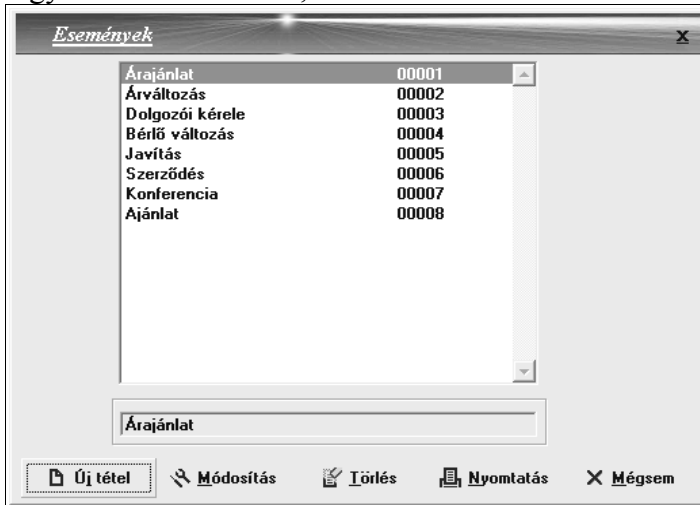 Események x
Árajánlat 00001
Árváltozás 00002
Dolgozói kérele 00003
Bérlő változás 00004
Javítás 00005
Szerződés 00006
Konferencia 00007
Ajánlat 00008
Árajánlat
Új tétel Módosítás Törlés Nyomtatás Mégsem